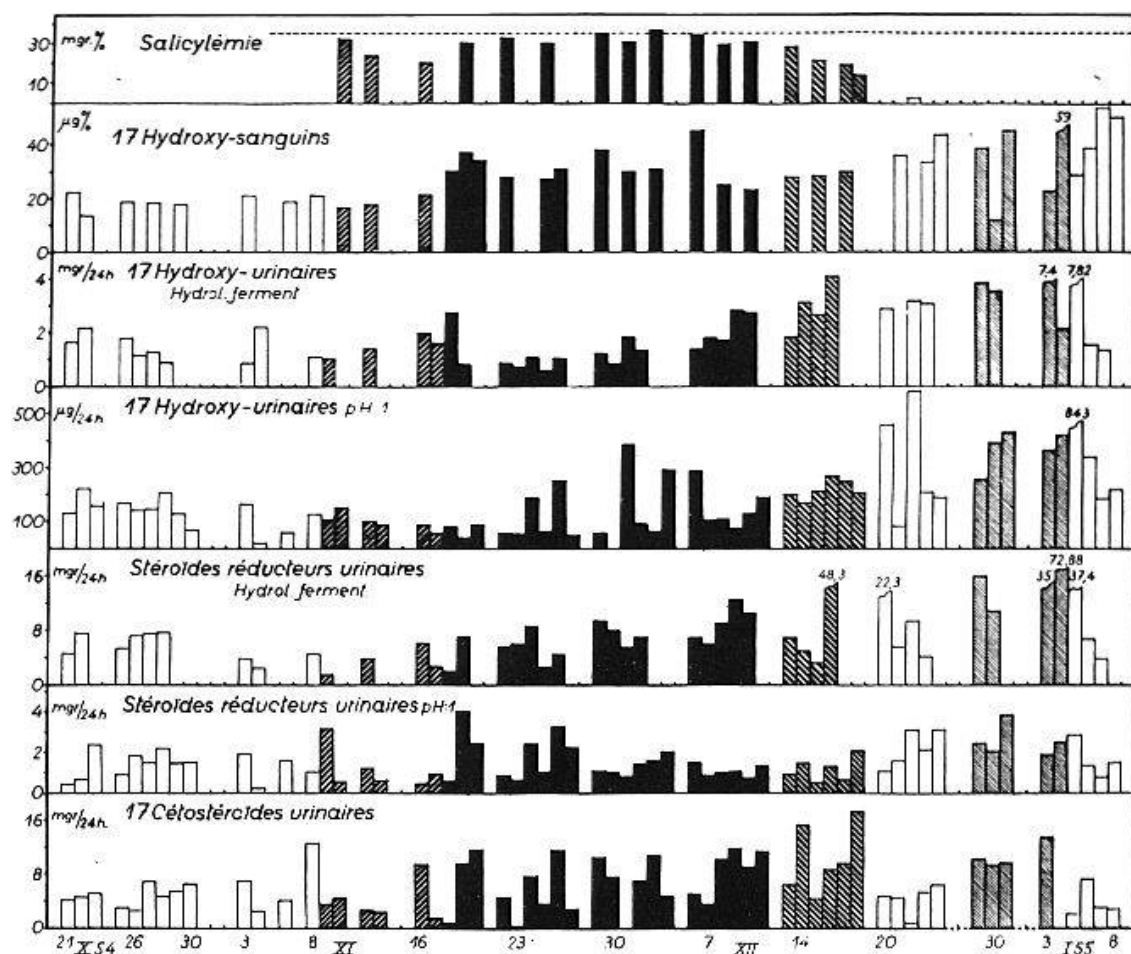 mgr.% Salicylémie
30
10
µg% 17 Hydroxy-sanguins
59
40
20
0
mgr/24h 17 Hydroxy-urinaires
Hydrol. ferment
7,4 7,82
4
2
0
µg/24h 17 Hydroxy-urinaires pH-1
500
843
300
100
mgr/24h Stéroïdes réducteurs urinaires
Hydrol. ferment
16
48,3 22,3 35 72,88 37,4
8
0
mgr/24h Stéroïdes réducteurs urinaires pH:1
4
2
0
mgr/24h 17 Cétostéroïdes urinaires
16
8
0
21 X 54 26 30 3 8 XI 16 23 30 7 XII 14 20 30 3 I 55 8